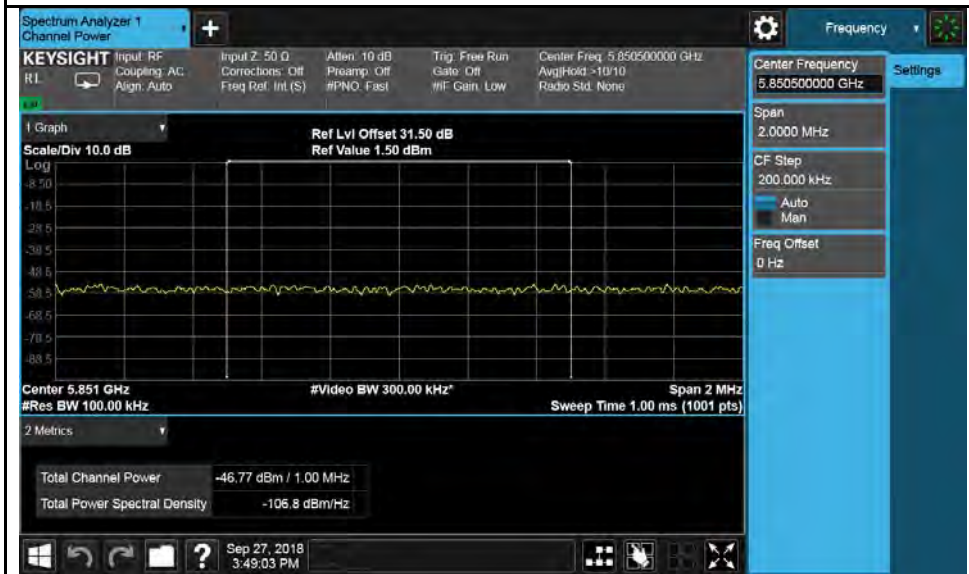 Spectrum Analyzer 1
Channel Power
+
Frequency
KEYSIGHT
Input: RF
Coupling: AC
Align: Auto
Input Z: 50 Ω
Corrections: Off
Freq Ref: Int (S)
Atten: 10 dB
Preamp: Off
#PNO: Fast
Trig: Free Run
Gate: Off
#IF Gain: Low
Center Freq: 5.850500000 GHz
Avg|Hold: >10/10
Radio Std: None
Center Frequency
5.850500000 GHz
Settings
Span
2.0000 MHz
CF Step
200.000 kHz
Auto
Man
Freq Offset
0 Hz
1 Graph
Scale/Div 10.0 dB
Ref Lvl Offset 31.50 dB
Ref Value 1.50 dBm
Log
-8.50
-18.5
-28.5
-38.5
-48.5
-58.5
-68.5
-78.5
-88.5
Center 5.851 GHz
#Video BW 300.00 kHz*
Span 2 MHz
#Res BW 100.00 kHz
Sweep Time 1.00 ms (1001 pts)
2 Metrics
Total Channel Power
-46.77 dBm / 1.00 MHz
Total Power Spectral Density
-106.8 dBm/Hz
?
Sep 27, 2018
3:49:03 PM